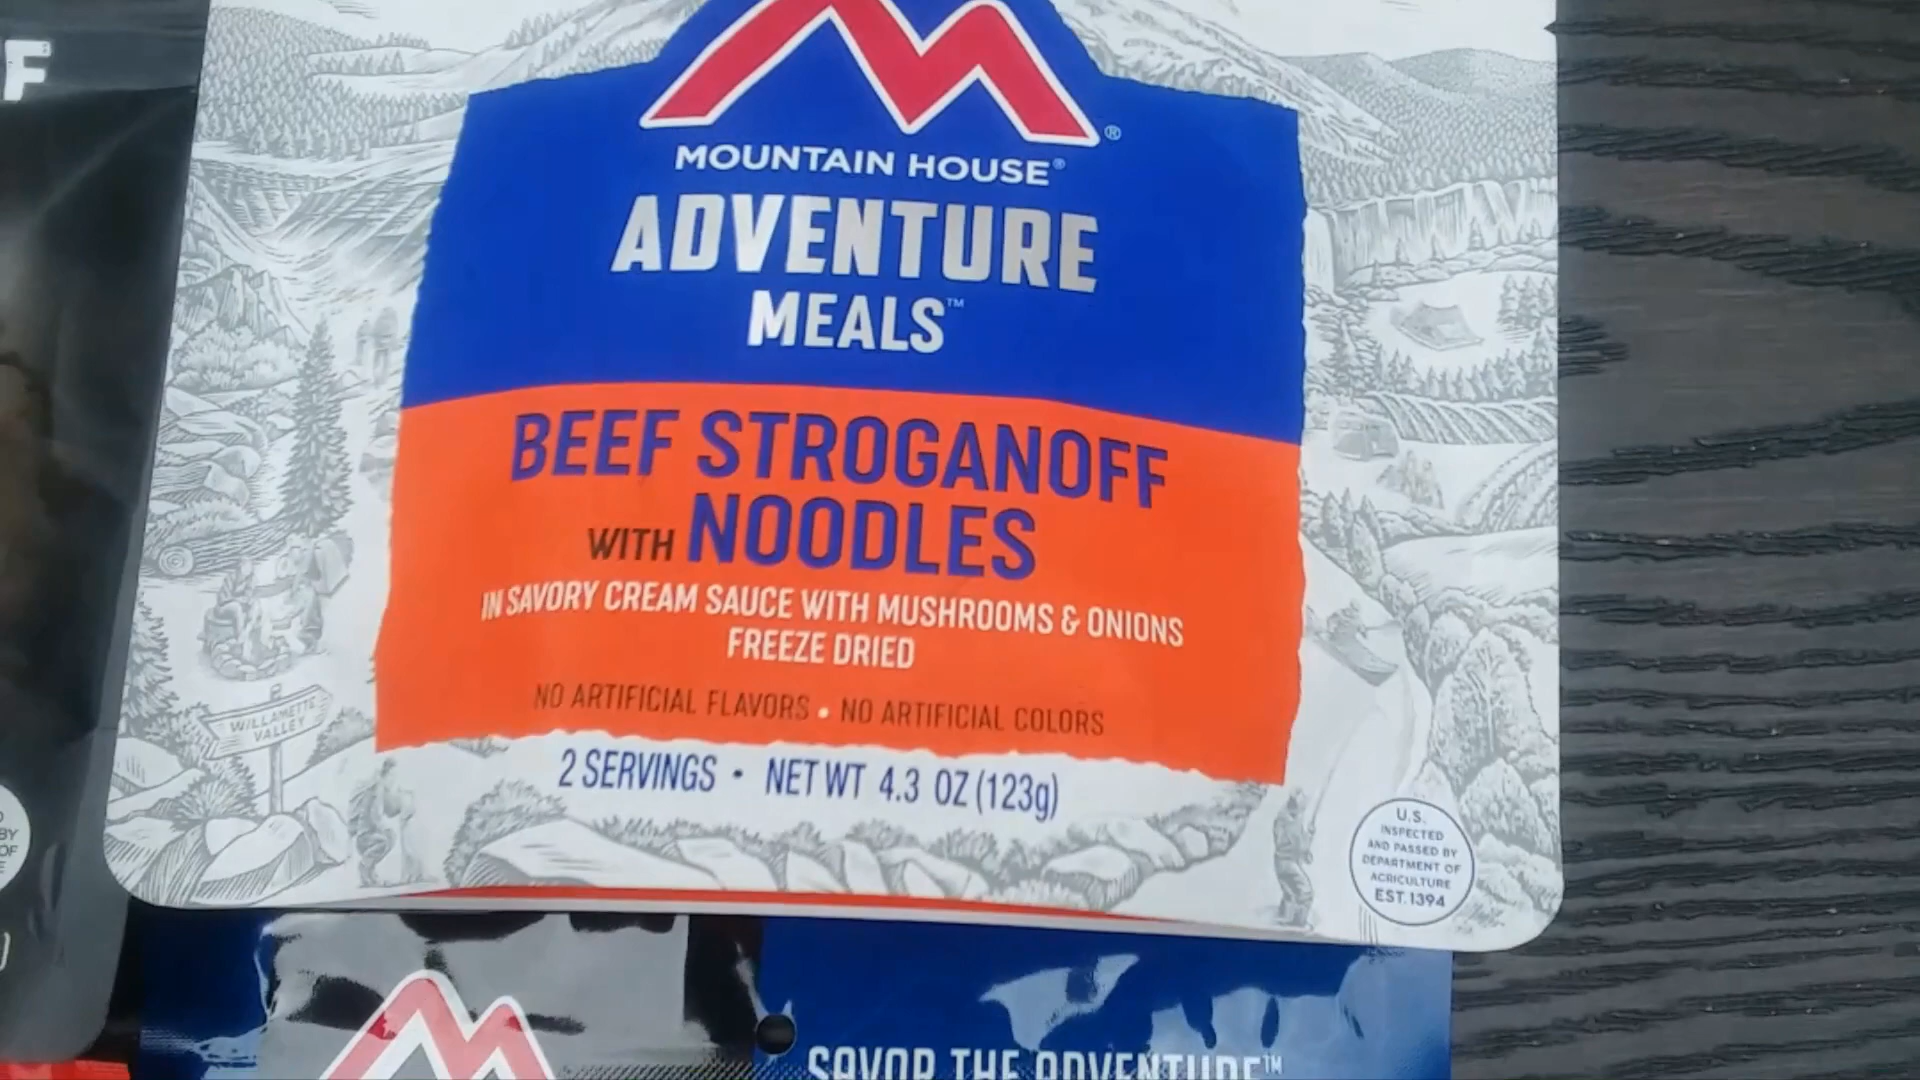 F
MOUNTAIN HOUSE®
ADVENTURE
MEALS™
BEEF STROGANOFF
WITH NOODLES
IN SAVORY CREAM SAUCE WITH MUSHROOMS & ONIONS
FREEZE DRIED
NO ARTIFICIAL FLAVORS • NO ARTIFICIAL COLORS
WILLAMETTE
VALLEY
2 SERVINGS • NET WT 4.3 OZ (123g)
U.S.
INSPECTED
AND PASSED BY
DEPARTMENT OF
AGRICULTURE
EST. 1394
BY
OF
SAVOR THE ADVENTURE™